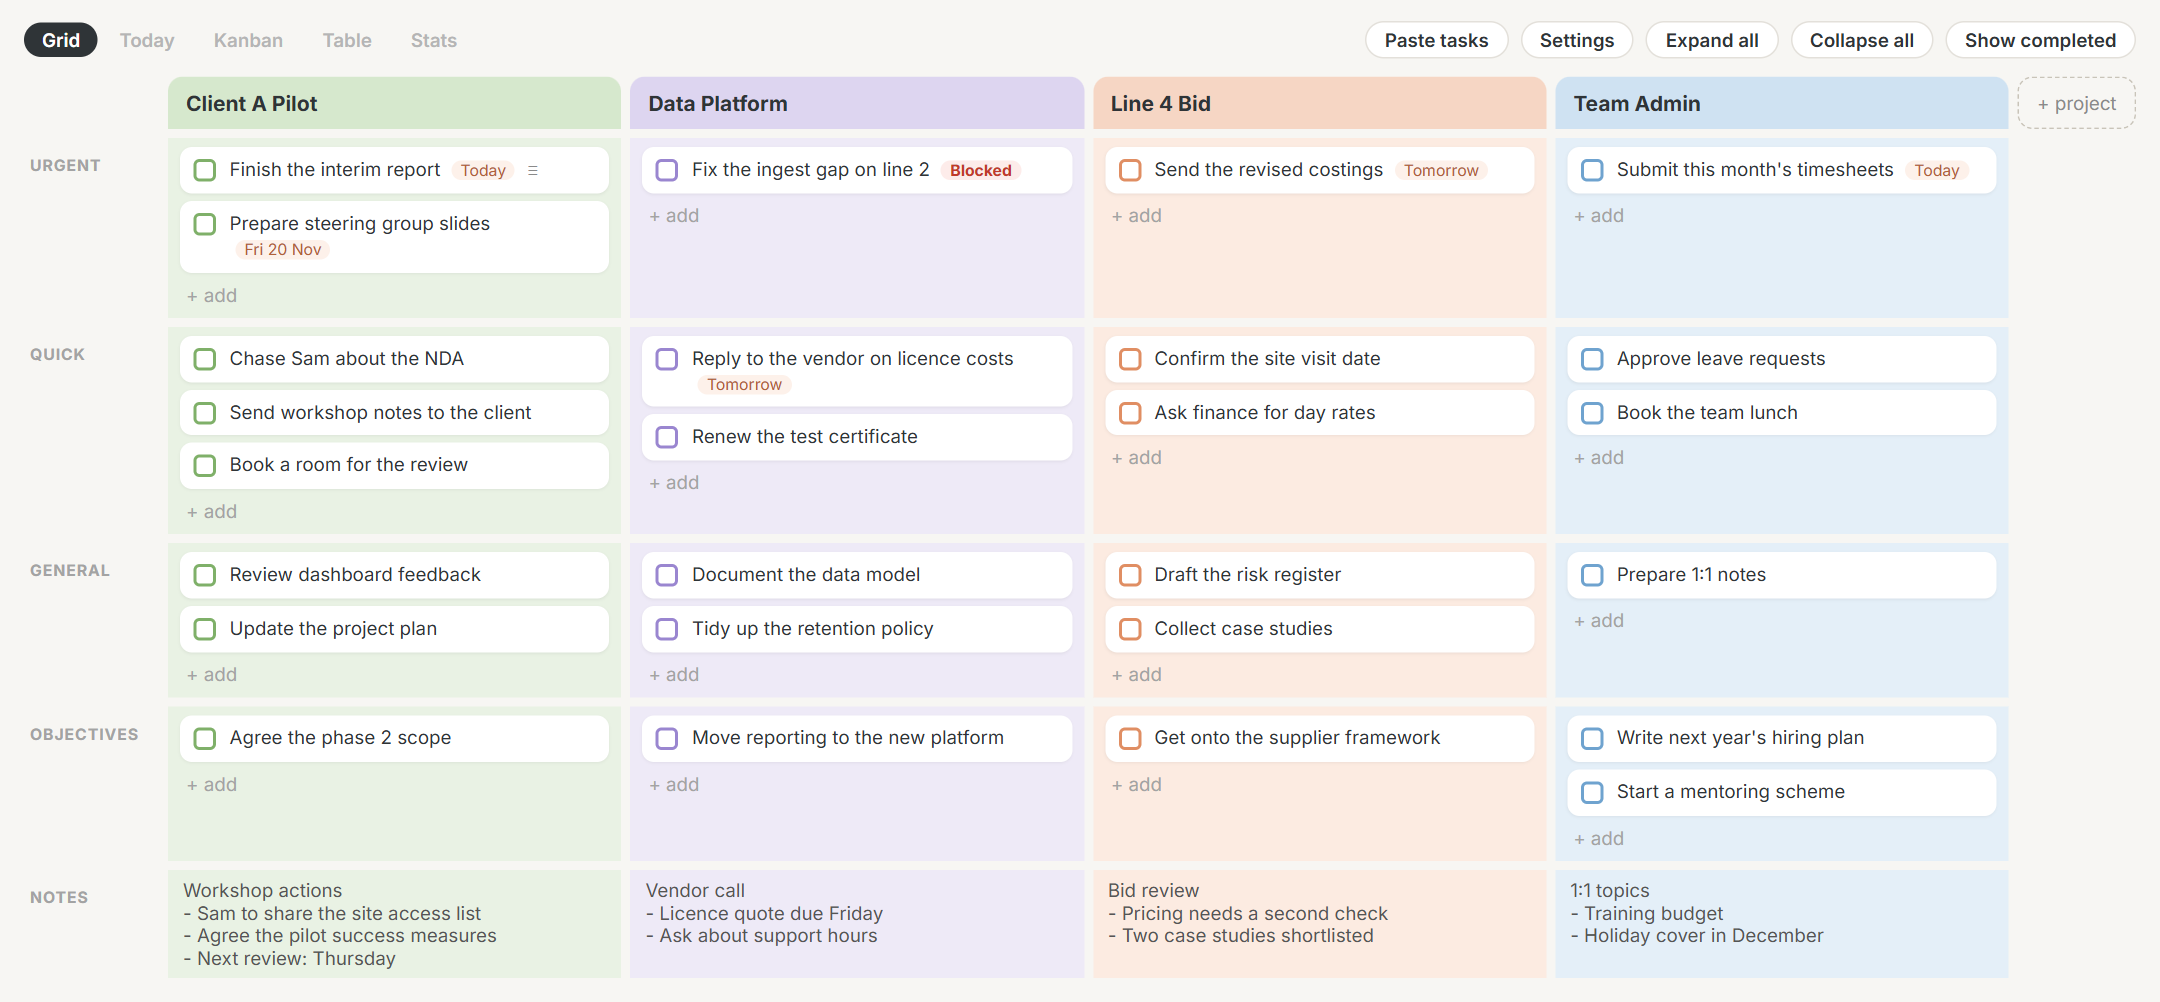 Grid Today Kanban Table Stats Paste tasks Settings Expand all Collapse all Show completed
Client A Pilot Data Platform Line 4 Bid Team Admin + project
URGENT
Finish the interim report Today
Prepare steering group slides
Fri 20 Nov
+ add
Fix the ingest gap on line 2 Blocked
+ add
Send the revised costings Tomorrow
+ add
Submit this month's timesheets Today
+ add
QUICK
Chase Sam about the NDA
Send workshop notes to the client
Book a room for the review
+ add
Reply to the vendor on licence costs
Tomorrow
Renew the test certificate
+ add
Confirm the site visit date
Ask finance for day rates
+ add
Approve leave requests
Book the team lunch
+ add
GENERAL
Review dashboard feedback
Update the project plan
+ add
Document the data model
Tidy up the retention policy
+ add
Draft the risk register
Collect case studies
+ add
Prepare 1:1 notes
+ add
OBJECTIVES
Agree the phase 2 scope
+ add
Move reporting to the new platform
+ add
Get onto the supplier framework
+ add
Write next year's hiring plan
Start a mentoring scheme
+ add
NOTES
Workshop actions
- Sam to share the site access list
- Agree the pilot success measures
- Next review: Thursday
Vendor call
- Licence quote due Friday
- Ask about support hours
Bid review
- Pricing needs a second check
- Two case studies shortlisted
1:1 topics
- Training budget
- Holiday cover in December